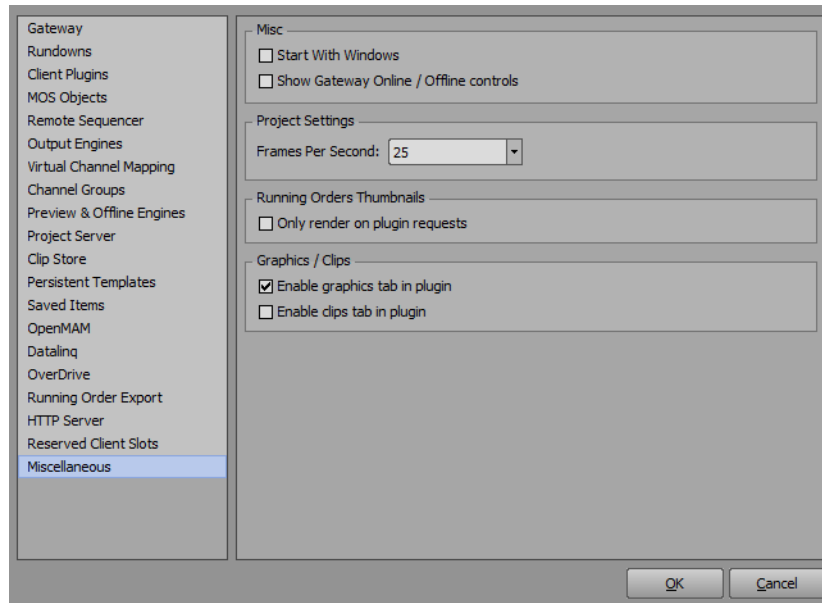 Gateway
Rundowns
Client Plugins
MOS Objects
Remote Sequencer
Output Engines
Virtual Channel Mapping
Channel Groups
Preview & Offline Engines
Project Server
Clip Store
Persistent Templates
Saved Items
OpenMAM
Datalinq
OverDrive
Running Order Export
HTTP Server
Reserved Client Slots
Miscellaneous
Misc
Start With Windows
Show Gateway Online / Offline controls
Project Settings
Frames Per Second: 25
Running Orders Thumbnails
Only render on plugin requests
Graphics / Clips
Enable graphics tab in plugin
Enable clips tab in plugin
OK Cancel